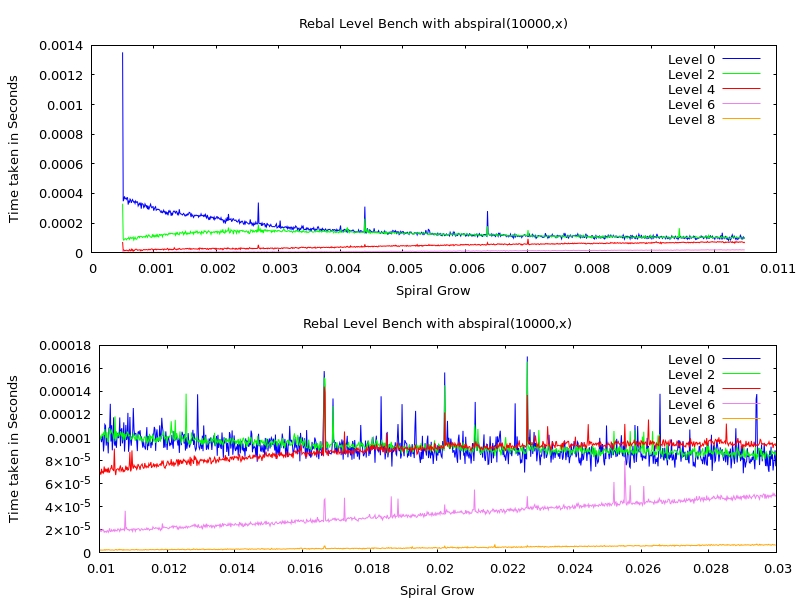 Rebal Level Bench with abspiral(10000,x)
Time taken in Seconds
0.0014
0.0012
0.001
0.0008
0.0006
0.0004
0.0002
0
Level 0
Level 2
Level 4
Level 6
Level 8
0 0.001 0.002 0.003 0.004 0.005 0.006 0.007 0.008 0.009 0.01 0.011
Spiral Grow
Rebal Level Bench with abspiral(10000,x)
Time taken in Seconds
0.00018
0.00016
0.00014
0.00012
0.0001
8×10⁻⁵
6×10⁻⁵
4×10⁻⁵
2×10⁻⁵
0
Level 0
Level 2
Level 4
Level 6
Level 8
0.01 0.012 0.014 0.016 0.018 0.02 0.022 0.024 0.026 0.028 0.03
Spiral Grow